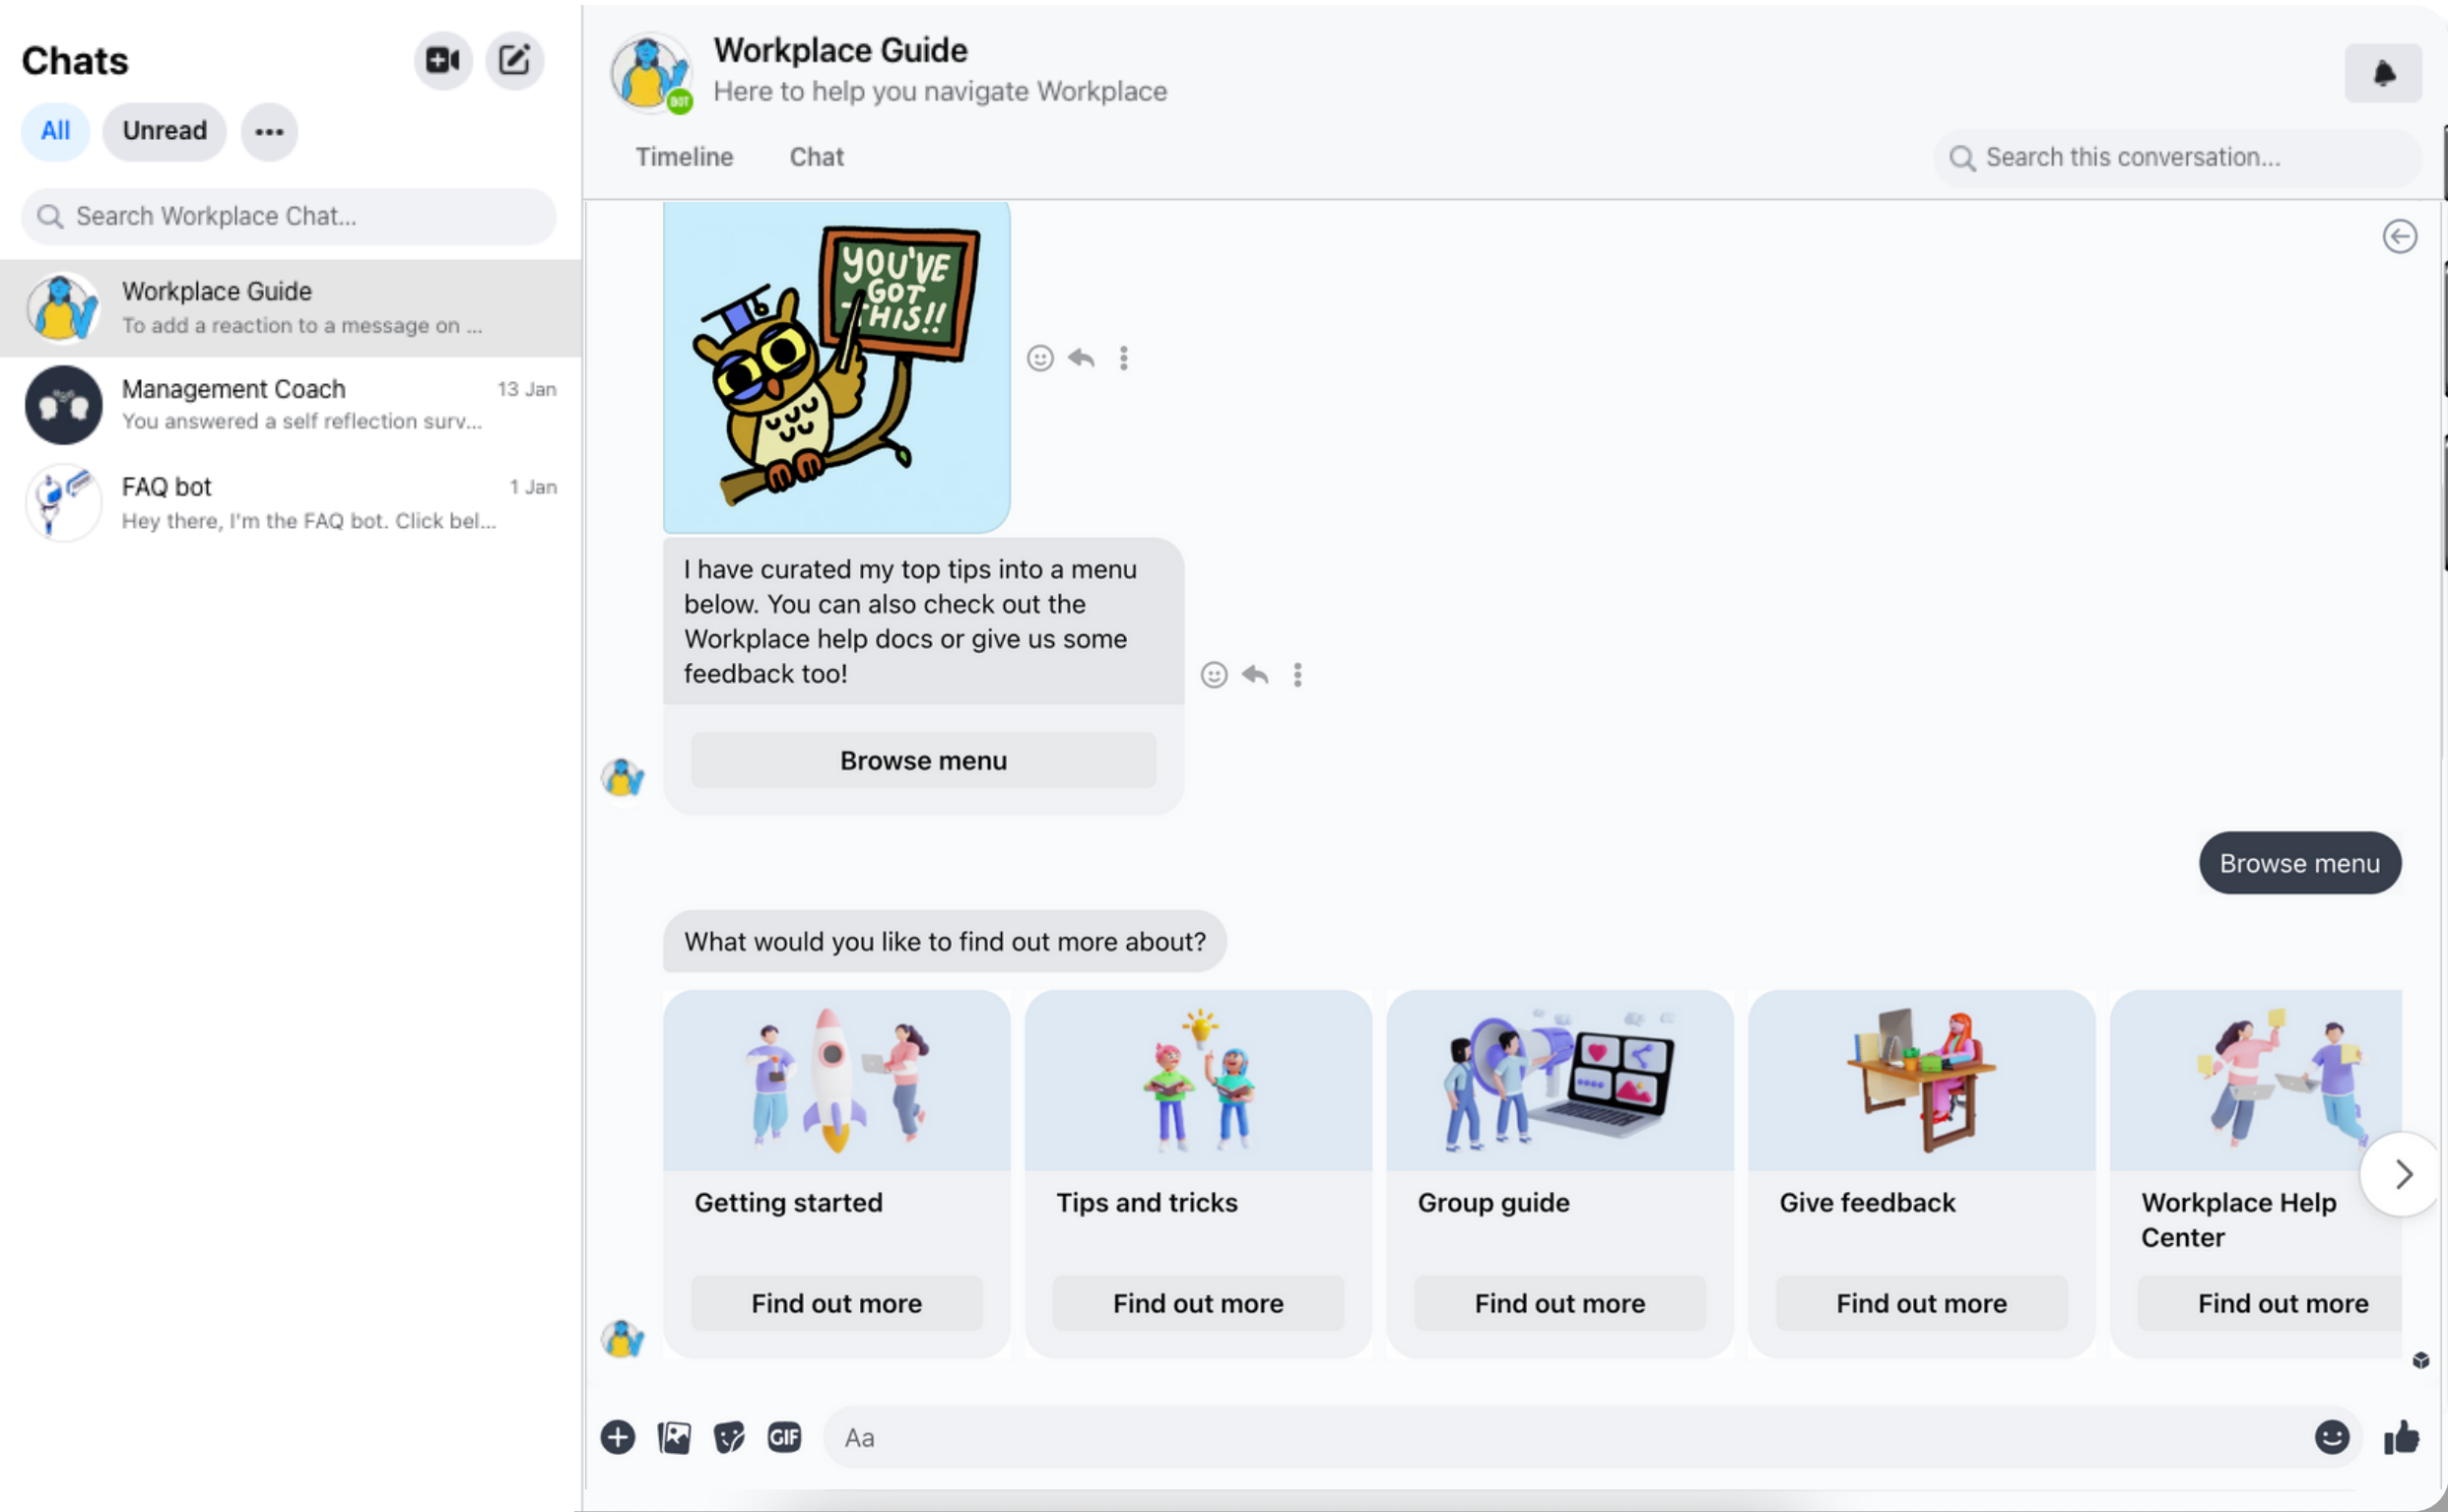 Chats
All
Unread
Search Workplace Chat...
Workplace Guide
To add a reaction to a message on ...
Management Coach
13 Jan
You answered a self reflection surv...
FAQ bot
1 Jan
Hey there, I'm the FAQ bot. Click bel...
Workplace Guide
Here to help you navigate Workplace
BOT
Timeline
Chat
Search this conversation...
YOU'VE
GOT
THIS!!
I have curated my top tips into a menu
below. You can also check out the
Workplace help docs or give us some
feedback too!
Browse menu
Browse menu
What would you like to find out more about?
Getting started
Find out more
Tips and tricks
Find out more
Group guide
Find out more
Give feedback
Find out more
Workplace Help
Center
Find out more
GIF
Aa